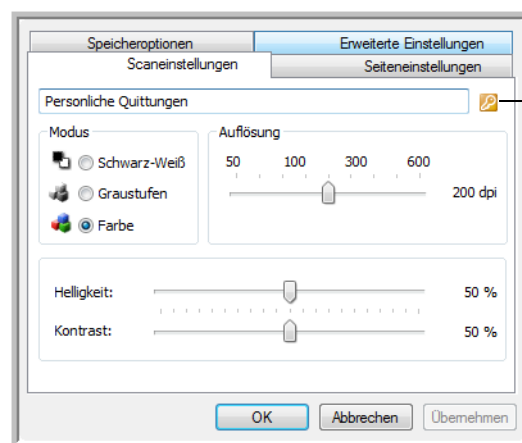 Speicheroptionen Erweiterte Einstellungen
Scaneinstellungen Seiteneinstellungen
Personliche Quittungen
Modus
Schwarz-Weiß
Graustufen
Farbe
Auflösung
50 100 300 600
200 dpi
Helligkeit: 50 %
Kontrast: 50 %
OK Abbrechen Übernehmen